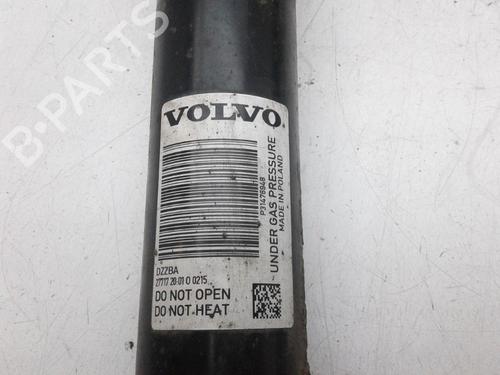 B-PARTS
VOLVO
P31476948
UNDER GAS PRESSURE
MADE IN POLAND
DZZBA
27717 20:01 0 0215
DO NOT OPEN
DO NOT HEAT